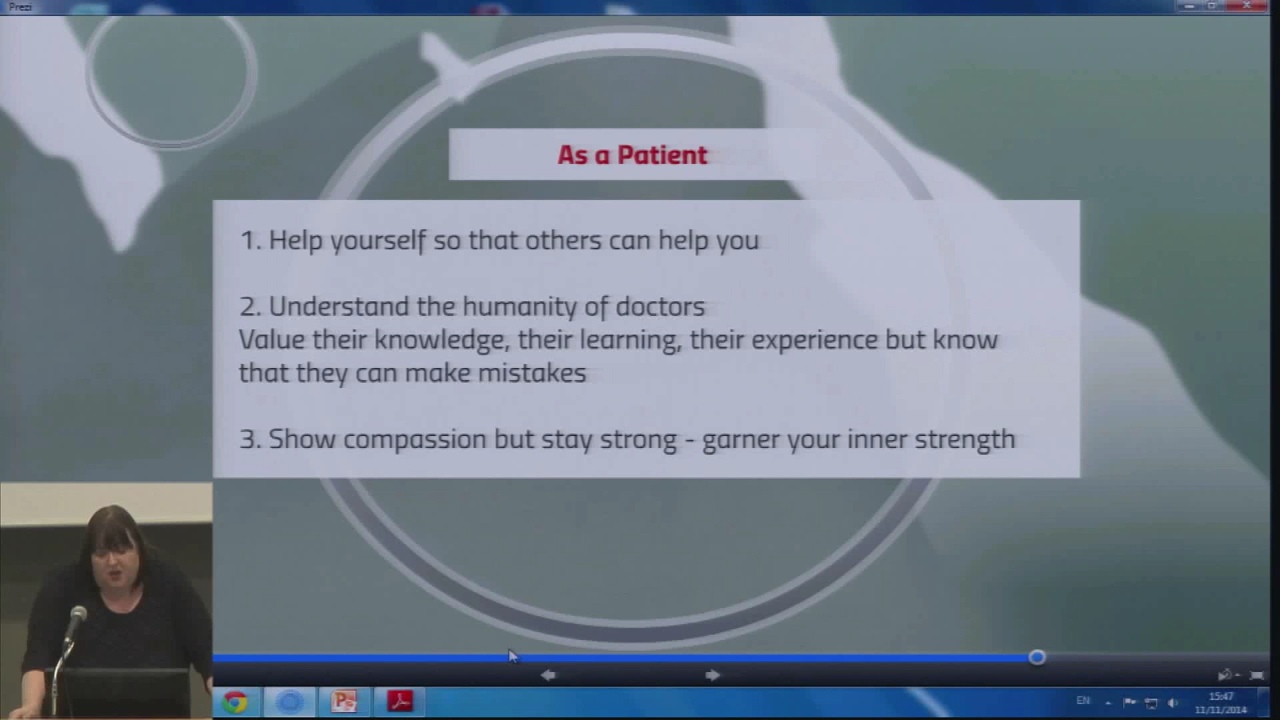 Prezi
As a Patient
1. Help yourself so that others can help you
2. Understand the humanity of doctors
Value their knowledge, their learning, their experience but know
that they can make mistakes
3. Show compassion but stay strong - garner your inner strength
EN
15:47
11/11/2014